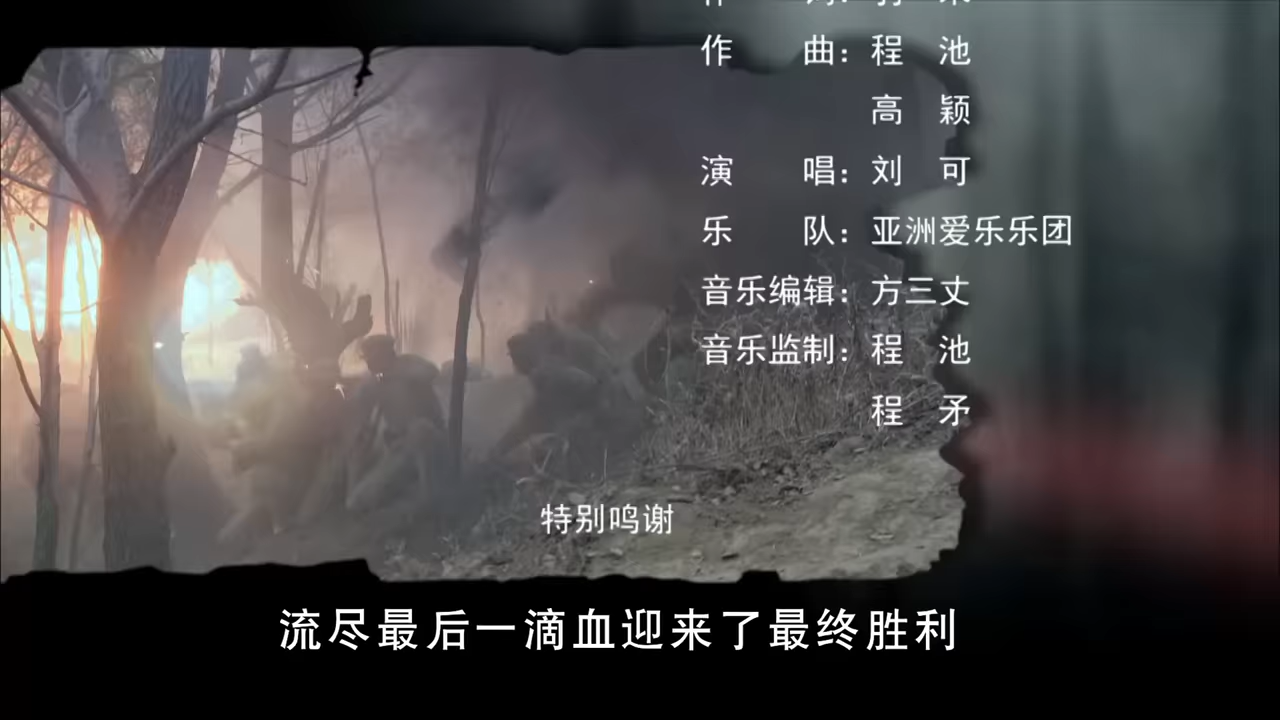 作 曲：程 池
高 颖
演 唱：刘 可
乐 队：亚洲爱乐乐团
音乐编辑：方三丈
音乐监制：程 池
程 矛
特别鸣谢
流尽最后一滴血迎来了最终胜利